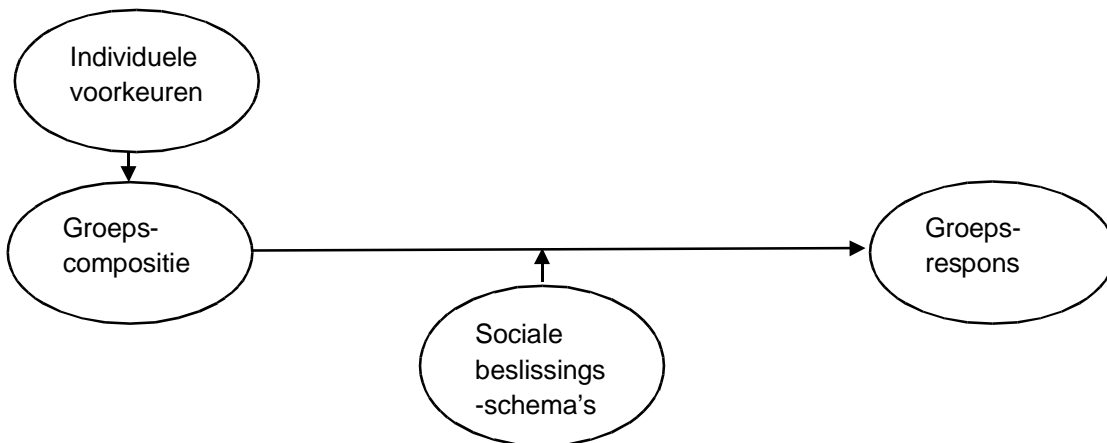 Individuele
voorkeuren
Groeps-
compositie
Groeps-
respons
Sociale
beslissings
-schema's